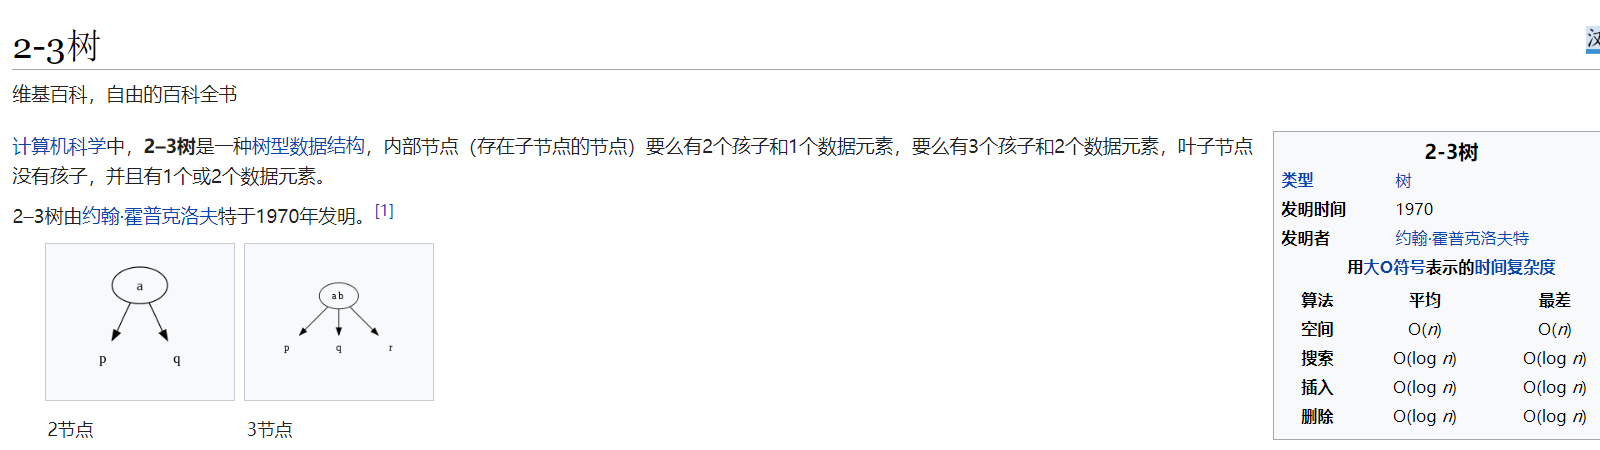 2-3树
维基百科，自由的百科全书
计算机科学中，2–3树是一种树型数据结构，内部节点（存在子节点的节点）要么有2个孩子和1个数据元素，要么有3个孩子和2个数据元素，叶子节点
没有孩子，并且有1个或2个数据元素。
2–3树由约翰·霍普克洛夫特于1970年发明。[1]
a
p q
2节点
a b
p q r
3节点
2-3树
类型 树
发明时间 1970
发明者 约翰·霍普克洛夫特
用大O符号表示的时间复杂度
算法 平均 最差
空间 O(n) O(n)
搜索 O(log n) O(log n)
插入 O(log n) O(log n)
删除 O(log n) O(log n)